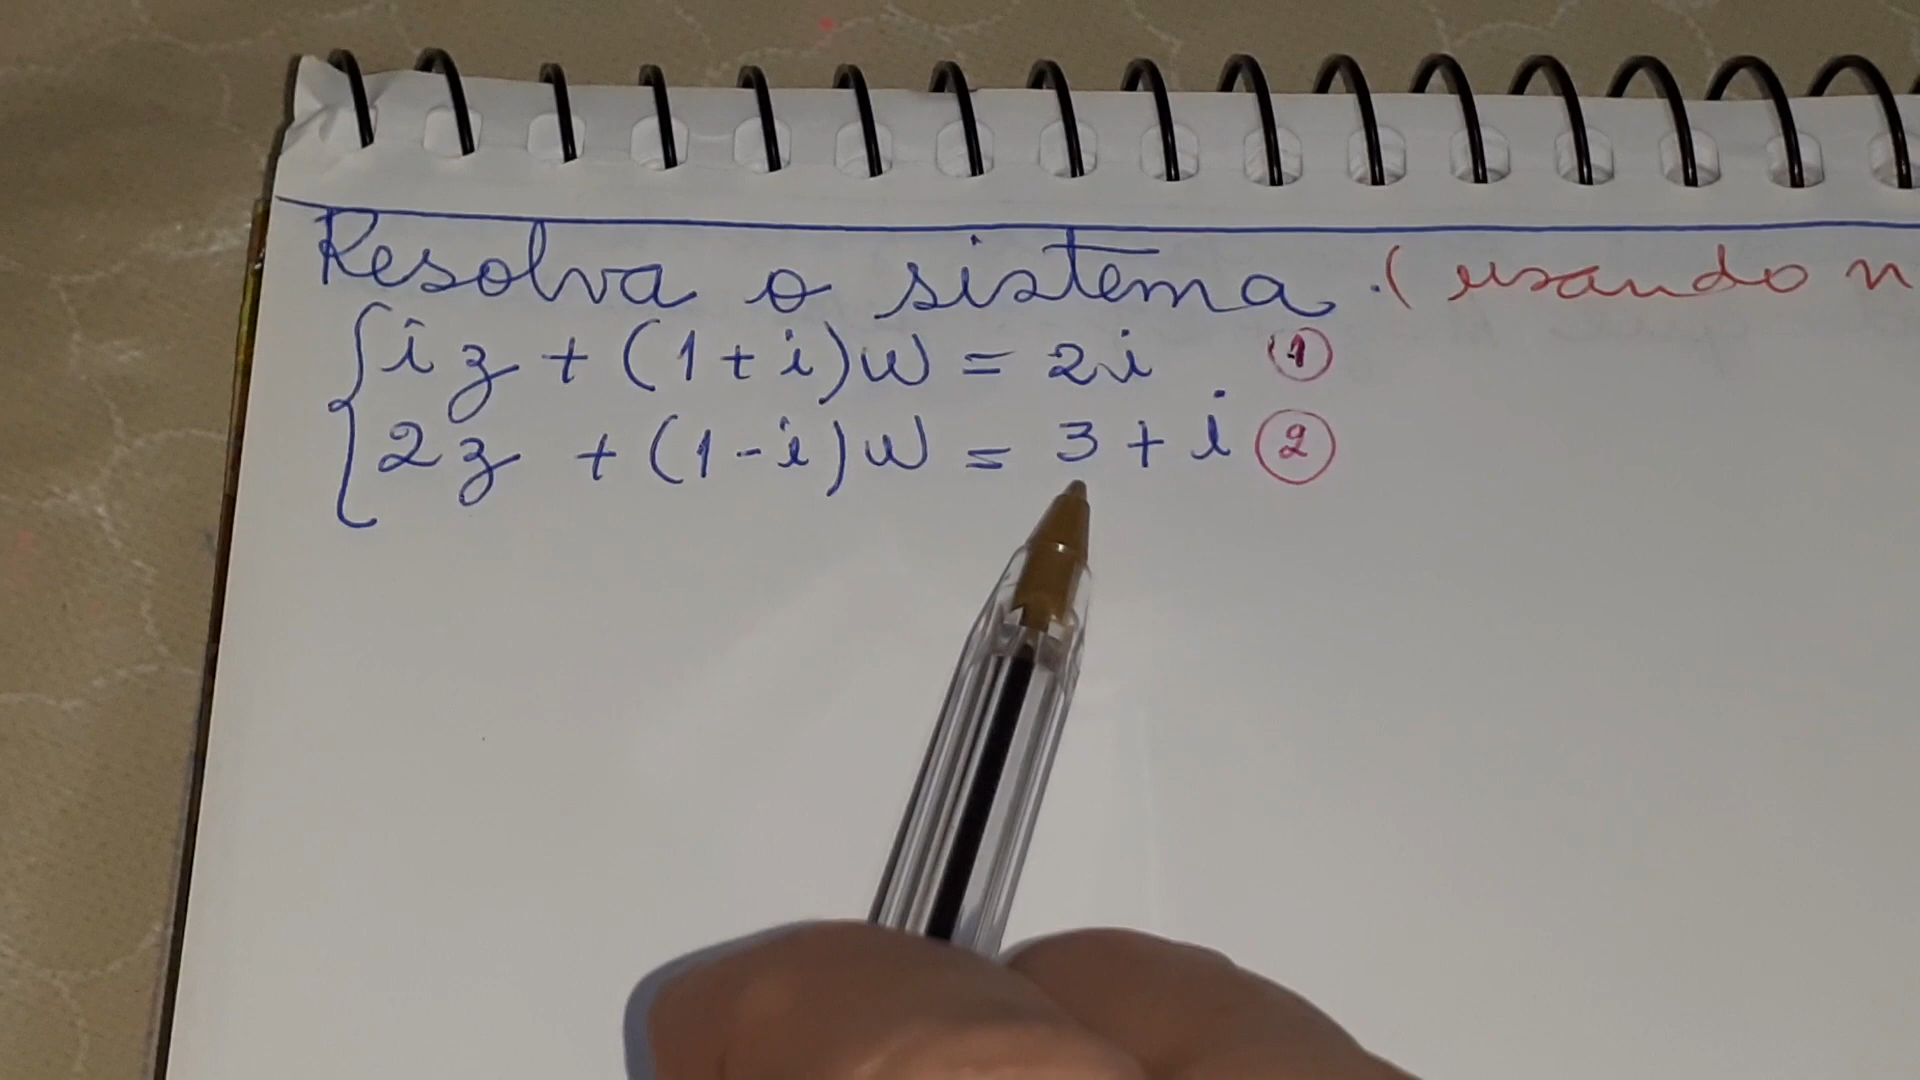 Resolva o sistema. (usando
iz + (1+i)w = 2i ①
2z + (1-i)w = 3+i ②